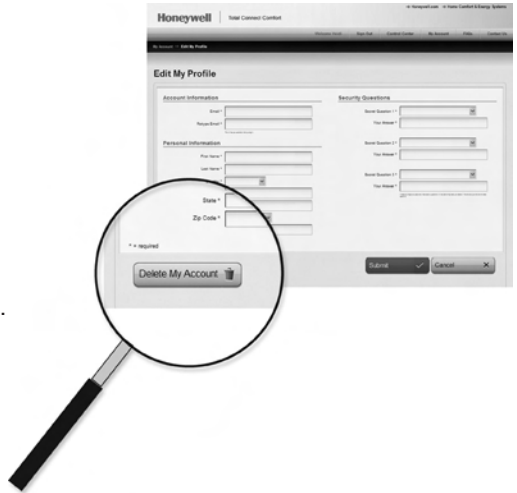 Honeywell Total Connect Comfort
Edit My Profile
Account Information
Email *
Retype Email *
Personal Information
First Name *
Last Name *
State *
Zip Code *
* = required
Delete My Account
Security Questions
Secret Question 1 *
Your Answer *
Secret Question 2 *
Your Answer *
Secret Question 3 *
Your Answer *
Submit
Cancel